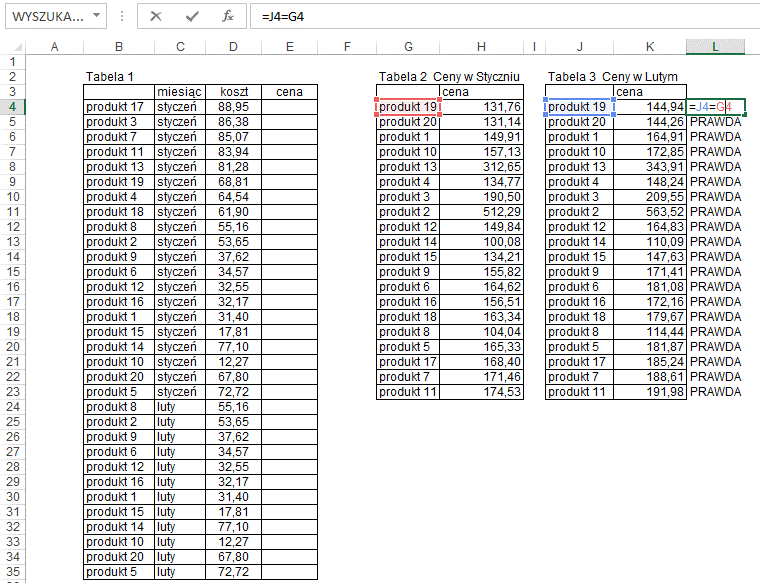 WYSZUKA... =J4=G4
A B C D E F G H I J K L
1
2 Tabela 1 Tabela 2 Ceny w Styczniu Tabela 3 Ceny w Lutym
3 miesiąc koszt cena cena cena
4 produkt 17 styczeń 88,95 produkt 19 131,76 produkt 19 144,94 =J4=G4
5 produkt 3 styczeń 86,38 produkt 20 131,14 produkt 20 144,26 PRAWDA
6 produkt 7 styczeń 85,07 produkt 1 149,91 produkt 1 164,91 PRAWDA
7 produkt 11 styczeń 83,94 produkt 10 157,13 produkt 10 172,85 PRAWDA
8 produkt 13 styczeń 81,28 produkt 13 312,65 produkt 13 343,91 PRAWDA
9 produkt 19 styczeń 68,81 produkt 4 134,77 produkt 4 148,24 PRAWDA
10 produkt 4 styczeń 64,54 produkt 3 190,50 produkt 3 209,55 PRAWDA
11 produkt 18 styczeń 61,90 produkt 2 512,29 produkt 2 563,52 PRAWDA
12 produkt 8 styczeń 55,16 produkt 12 149,84 produkt 12 164,83 PRAWDA
13 produkt 2 styczeń 53,65 produkt 14 100,08 produkt 14 110,09 PRAWDA
14 produkt 9 styczeń 37,62 produkt 15 134,21 produkt 15 147,63 PRAWDA
15 produkt 6 styczeń 34,57 produkt 9 155,82 produkt 9 171,41 PRAWDA
16 produkt 12 styczeń 32,55 produkt 6 164,62 produkt 6 181,08 PRAWDA
17 produkt 16 styczeń 32,17 produkt 16 156,51 produkt 16 172,16 PRAWDA
18 produkt 1 styczeń 31,40 produkt 18 163,34 produkt 18 179,67 PRAWDA
19 produkt 15 styczeń 17,81 produkt 8 104,04 produkt 8 114,44 PRAWDA
20 produkt 14 styczeń 77,10 produkt 5 165,33 produkt 5 181,87 PRAWDA
21 produkt 10 styczeń 12,27 produkt 17 168,40 produkt 17 185,24 PRAWDA
22 produkt 20 styczeń 67,80 produkt 7 171,46 produkt 7 188,61 PRAWDA
23 produkt 5 styczeń 72,72 produkt 11 174,53 produkt 11 191,98 PRAWDA
24 produkt 8 luty 55,16
25 produkt 2 luty 53,65
26 produkt 9 luty 37,62
27 produkt 6 luty 34,57
28 produkt 12 luty 32,55
29 produkt 16 luty 32,17
30 produkt 1 luty 31,40
31 produkt 15 luty 17,81
32 produkt 14 luty 77,10
33 produkt 10 luty 12,27
34 produkt 20 luty 67,80
35 produkt 5 luty 72,72